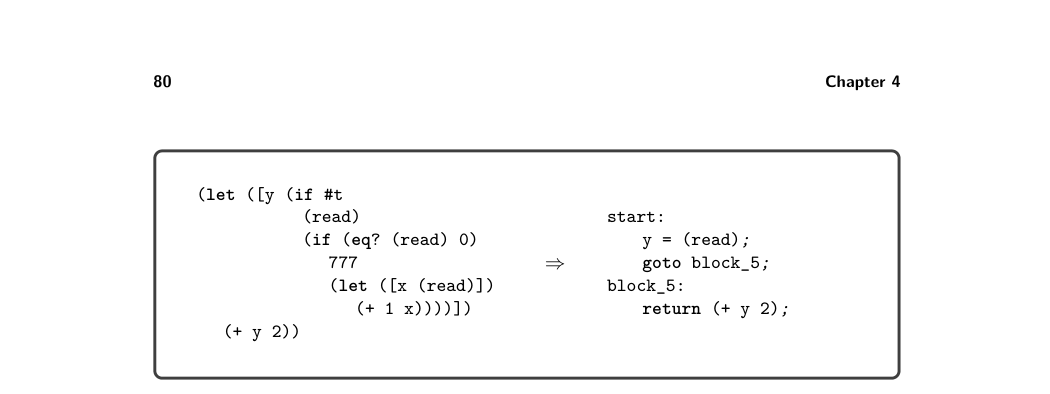 80 Chapter 4
(let ([y (if #t
(read)
(if (eq? (read) 0)
777
(let ([x (read)])
(+ 1 x))))])
(+ y 2))
⇒
start:
y = (read);
goto block_5;
block_5:
return (+ y 2);